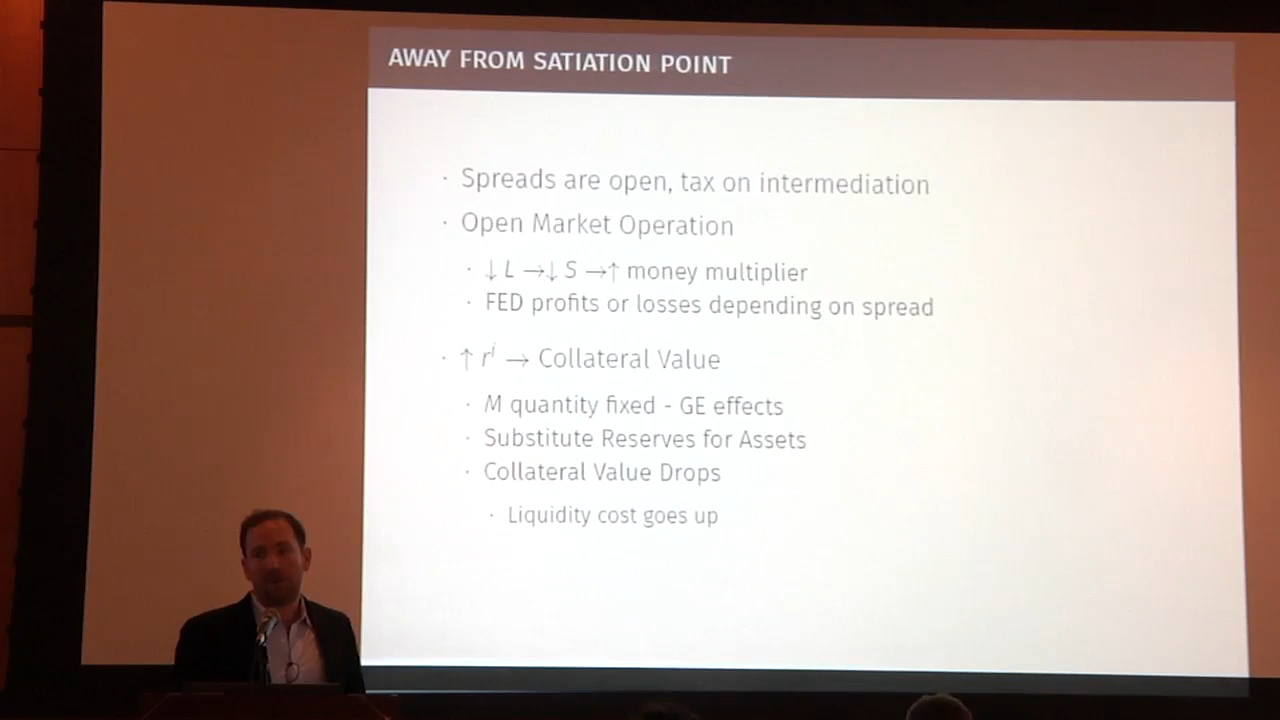 AWAY FROM SATIATION POINT
· Spreads are open, tax on intermediation
· Open Market Operation
· ↓ L →↓ S →↑ money multiplier
· FED profits or losses depending on spread
· ↑ rⁱ → Collateral Value
· M quantity fixed - GE effects
· Substitute Reserves for Assets
· Collateral Value Drops
· Liquidity cost goes up